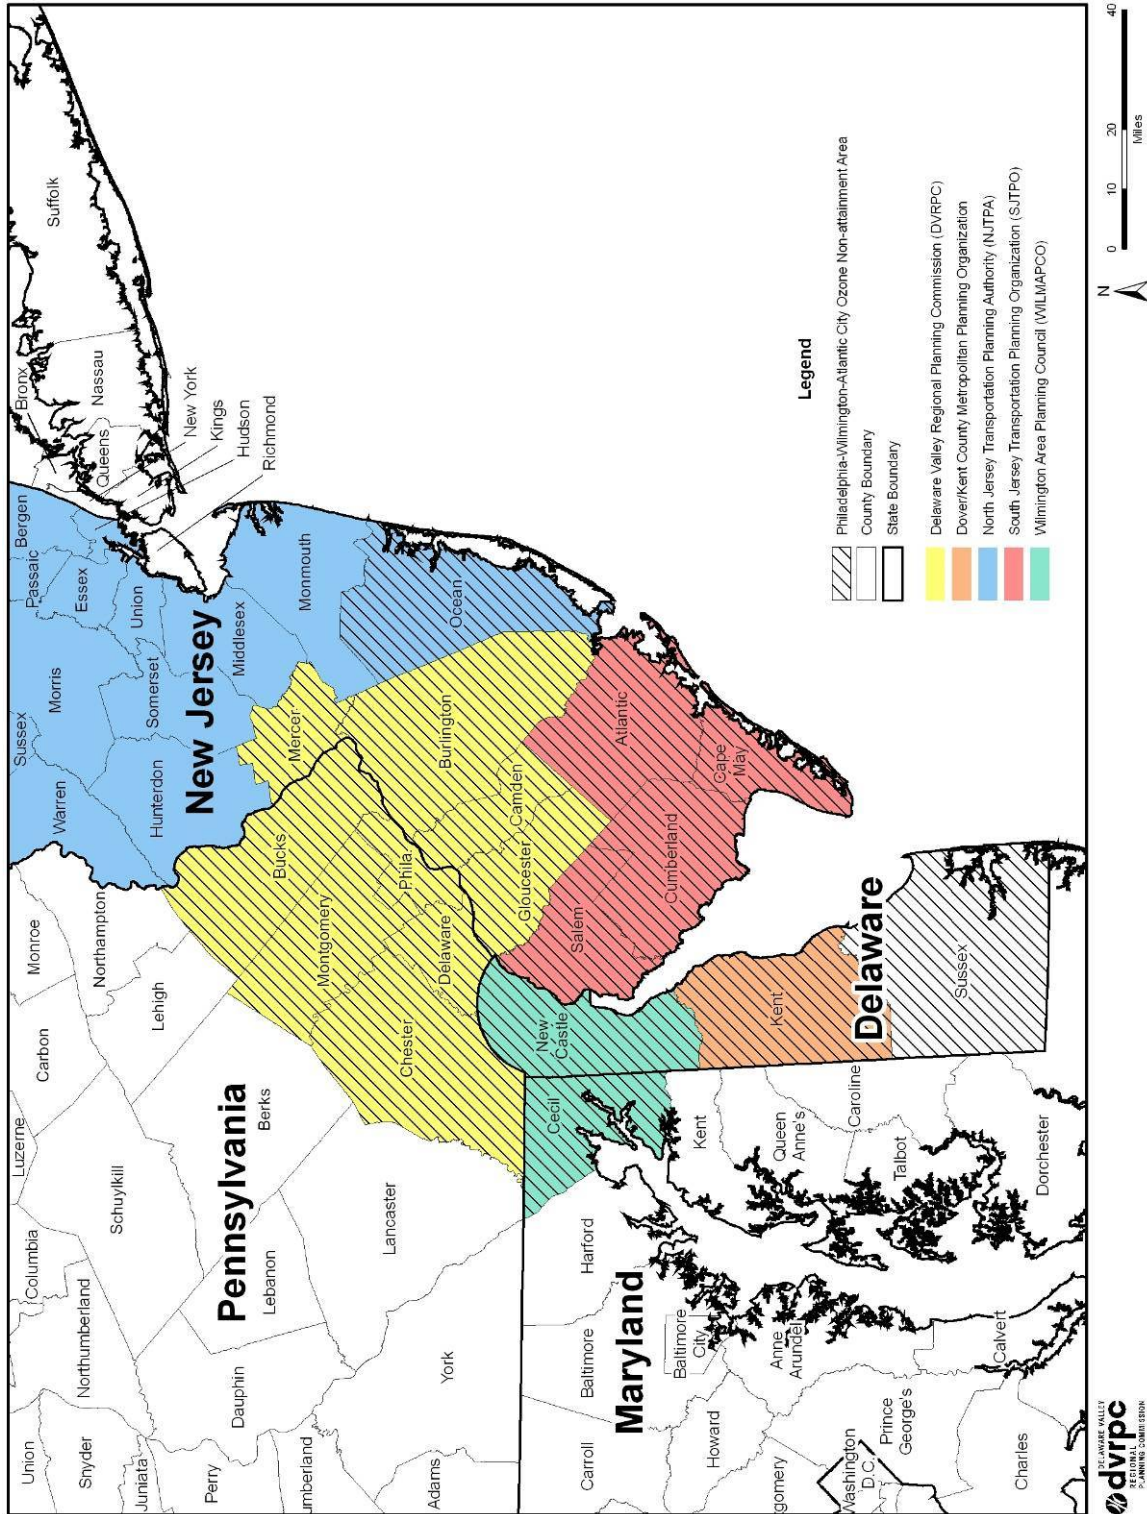 Union
Snyder
Juniata
Perry
umberland
Adams
Northumberland
Dauphin
York
Columbia
Luzerne
Schuylkill
Lebanon
Lancaster
Pennsylvania
Berks
Carbon
Monroe
Northampton
Lehigh
Bucks
Montgomery
Chester
Delaware
Phila
Warren
Sussex
Morris
Passaic
Bergen
Essex
Union
Hunterdon
Somerset
Middlesex
New Jersey
Mercer
Monmouth
Ocean
Burlington
Camden
Gloucester
Salem
Atlantic
Cumberland
Cape
May
Bronx
Nassau
Queens
Suffolk
New York
Kings
Hudson
Richmond
Carroll
Baltimore
Harford
Cecil
New
Castle
Maryland
Baltimore
City
Howard
Anne
Arundel
gomery
Prince
George's
Washington
D.C.
Charles
Calvert
Kent
Queen
Anne's
Caroline
Talbot
Dorchester
Kent
Delaware
Sussex
Legend
Philadelphia-Wilmington-Atlantic City Ozone Non-attainment Area
County Boundary
State Boundary
Delaware Valley Regional Planning Commission (DVRPC)
Dover/Kent County Metropolitan Planning Organization
North Jersey Transportation Planning Authority (NJTPA)
South Jersey Transportation Planning Organization (SJTPO)
Wilmington Area Planning Council (WILMAPCO)
dvrpc
DELAWARE VALLEY
REGIONAL
PLANNING COMMISSION
N
0 10 20 40
Miles